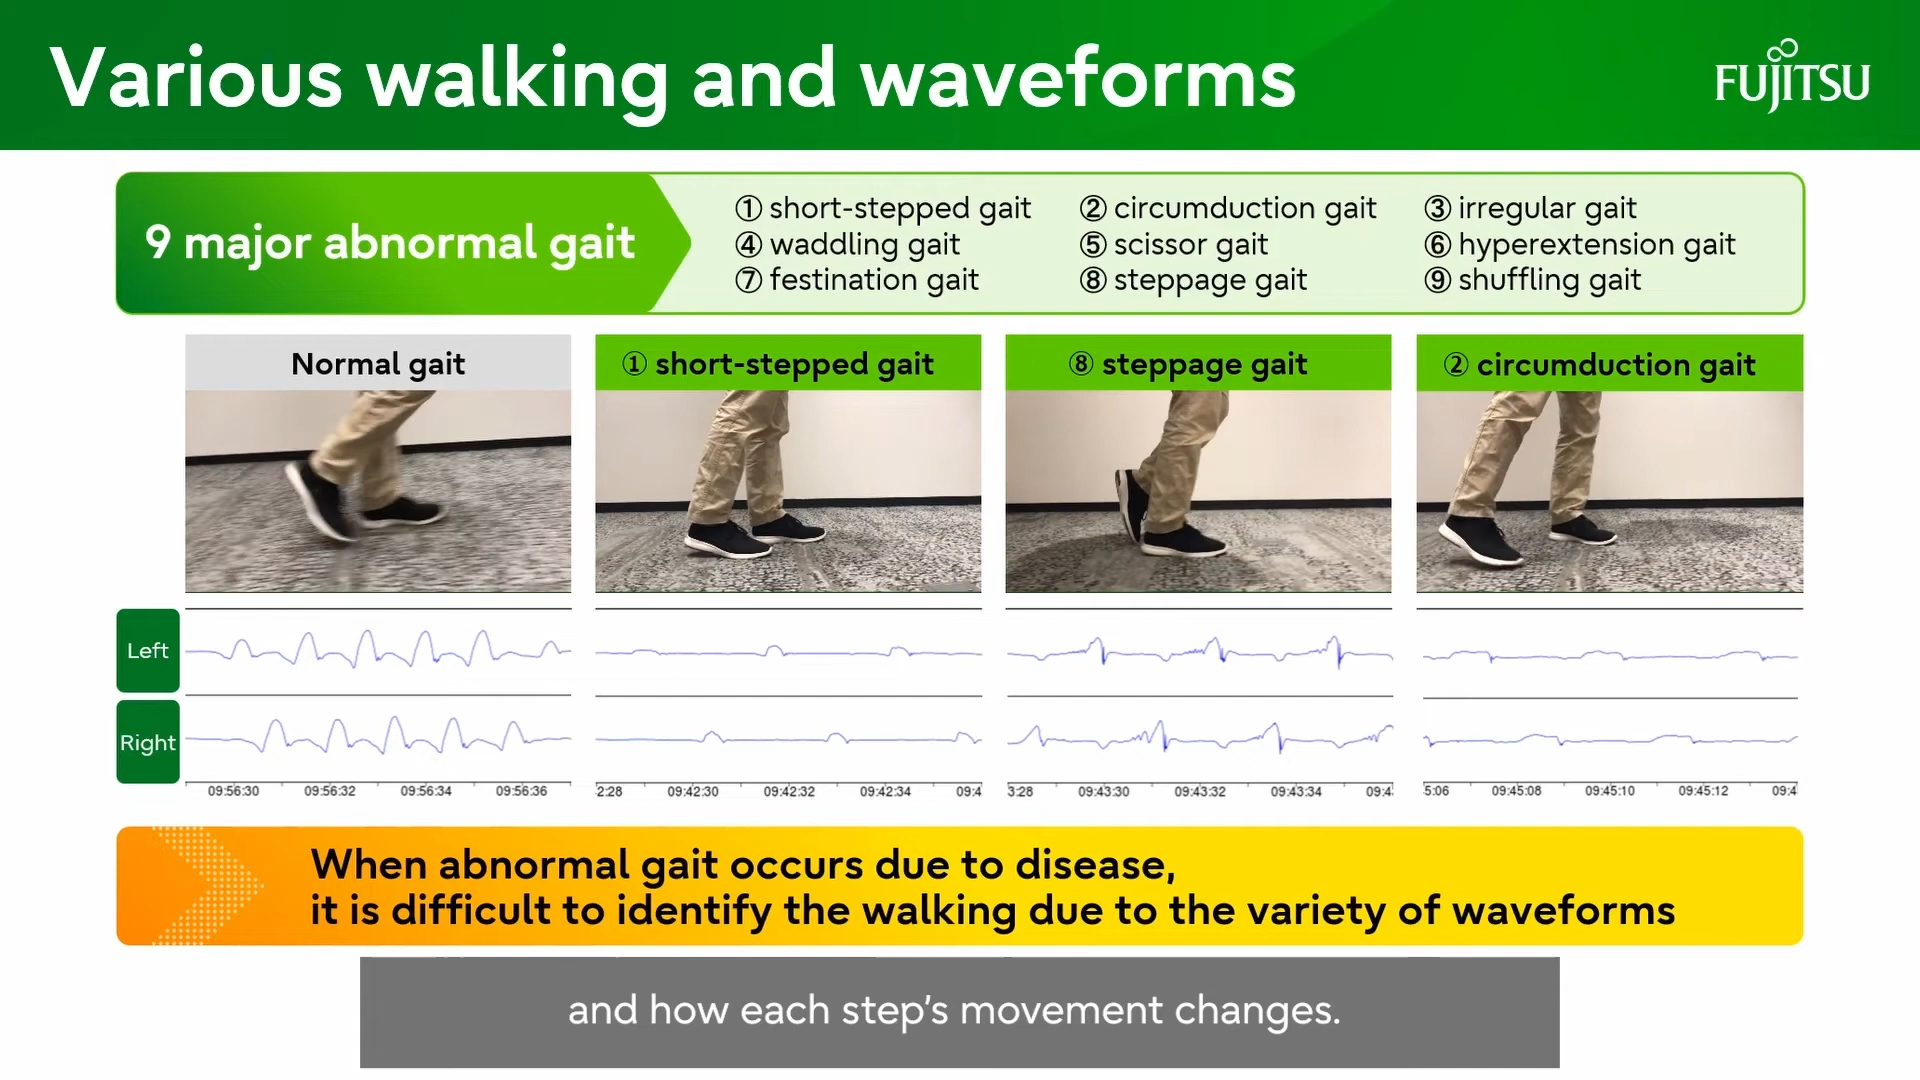 Various walking and waveforms
FUJITSU
9 major abnormal gait
① short-stepped gait ② circumduction gait ③ irregular gait
④ waddling gait ⑤ scissor gait ⑥ hyperextension gait
⑦ festination gait ⑧ steppage gait ⑨ shuffling gait
Normal gait
① short-stepped gait
⑧ steppage gait
② circumduction gait
Left
Right
09:56:30 09:56:32 09:56:34 09:56:36
2:28 09:42:30 09:42:32 09:42:34 09:4
3:28 09:43:30 09:43:32 09:43:34 09:4
5:06 09:45:08 09:45:10 09:45:12 09:4
When abnormal gait occurs due to disease,
it is difficult to identify the walking due to the variety of waveforms
and how each step's movement changes.